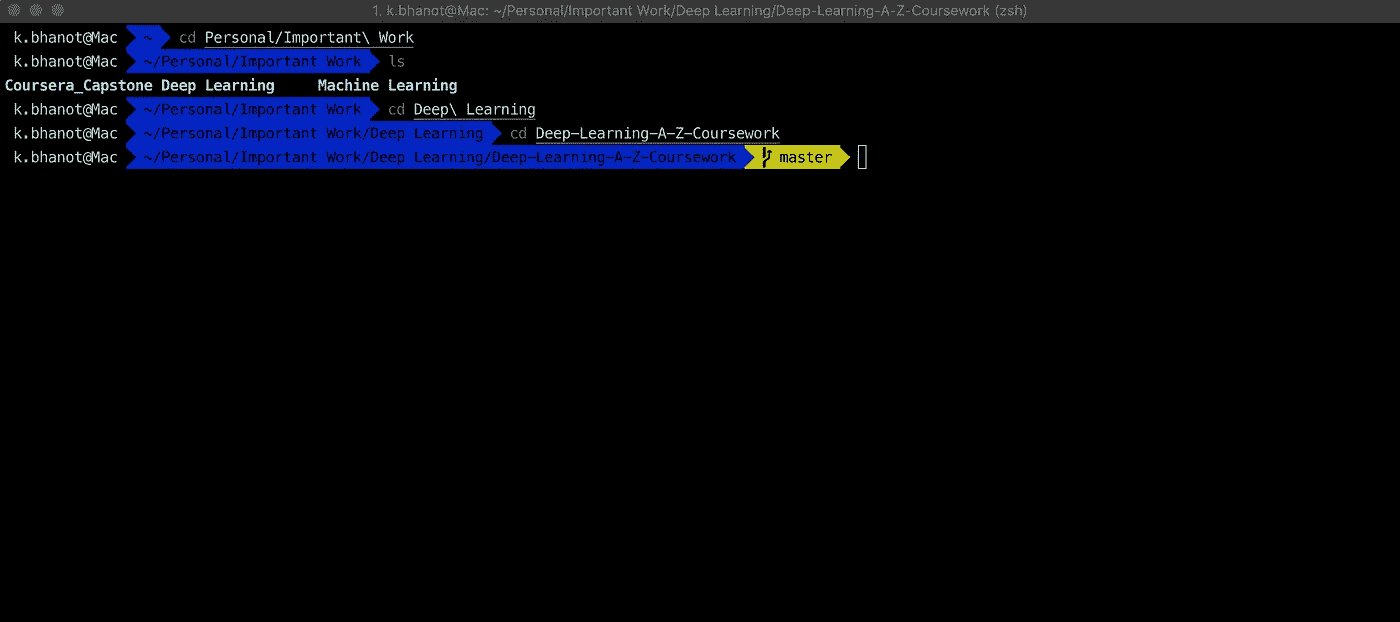 1. k.bhanot@Mac: ~/Personal/Important Work/Deep Learning/Deep-Learning-A-Z-Coursework (zsh)
k.bhanot@Mac ~ cd Personal/Important\ Work
k.bhanot@Mac ~/Personal/Important Work ls
Coursera_Capstone Deep Learning Machine Learning
k.bhanot@Mac ~/Personal/Important Work cd Deep\ Learning
k.bhanot@Mac ~/Personal/Important Work/Deep Learning cd Deep-Learning-A-Z-Coursework
k.bhanot@Mac ~/Personal/Important Work/Deep Learning/Deep-Learning-A-Z-Coursework master